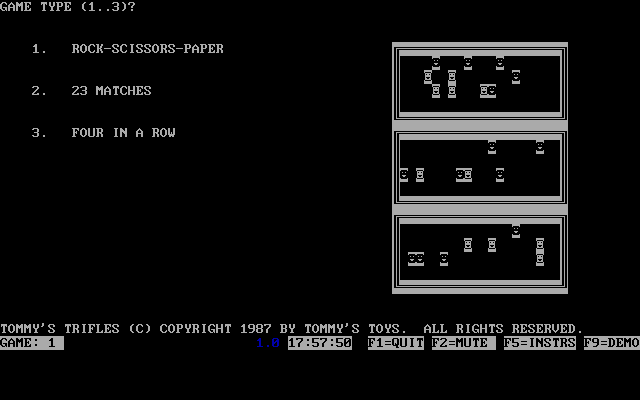 GAME TYPE (1..3)?
1. ROCK-SCISSORS-PAPER
2. 23 MATCHES
3. FOUR IN A ROW
TOMMY'S TRIFLES (C) COPYRIGHT 1987 BY TOMMY'S TOYS. ALL RIGHTS RESERVED.
GAME: 1 1.0 17:57:50 F1=QUIT F2=MUTE F5=INSTRS F9=DEMO